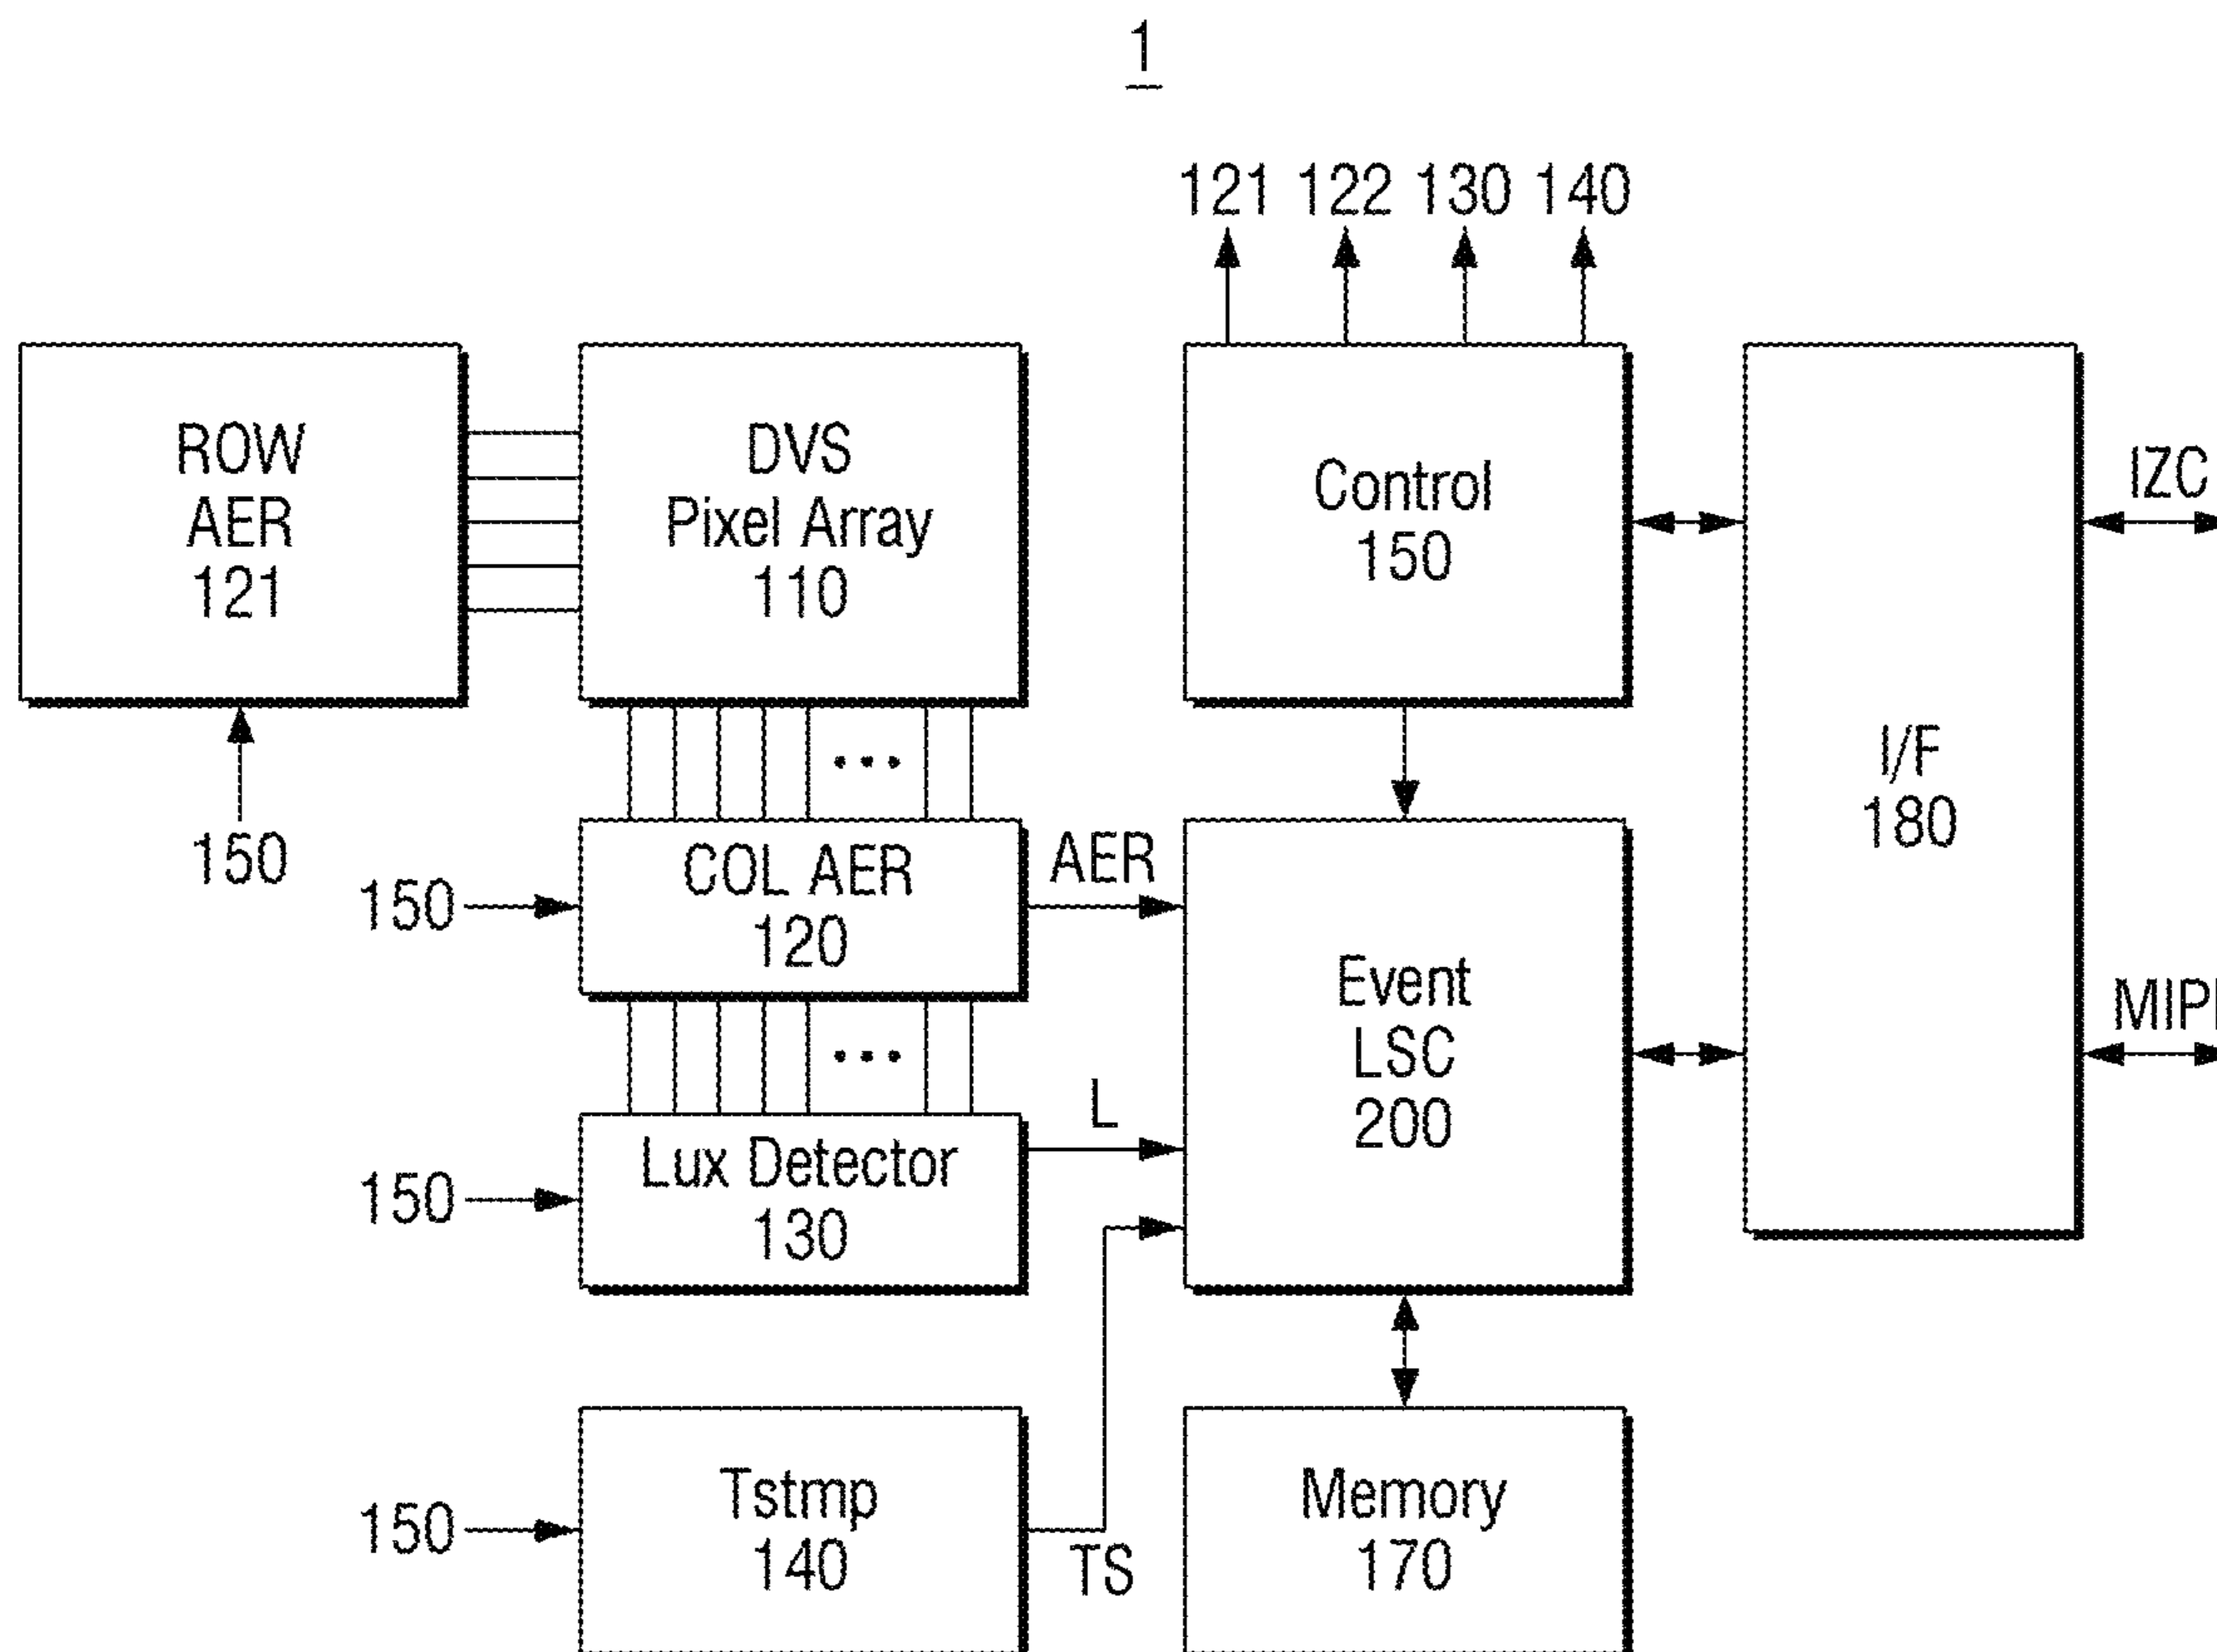 1
121 122 130 140
ROW
AER
121
DVS
Pixel Array
110
Control
150
I/F
180
IZC
MIPI
150
150
COL AER
120
AER
Event
LSC
200
150
Lux Detector
130
L
150
Tstmp
140
TS
Memory
170